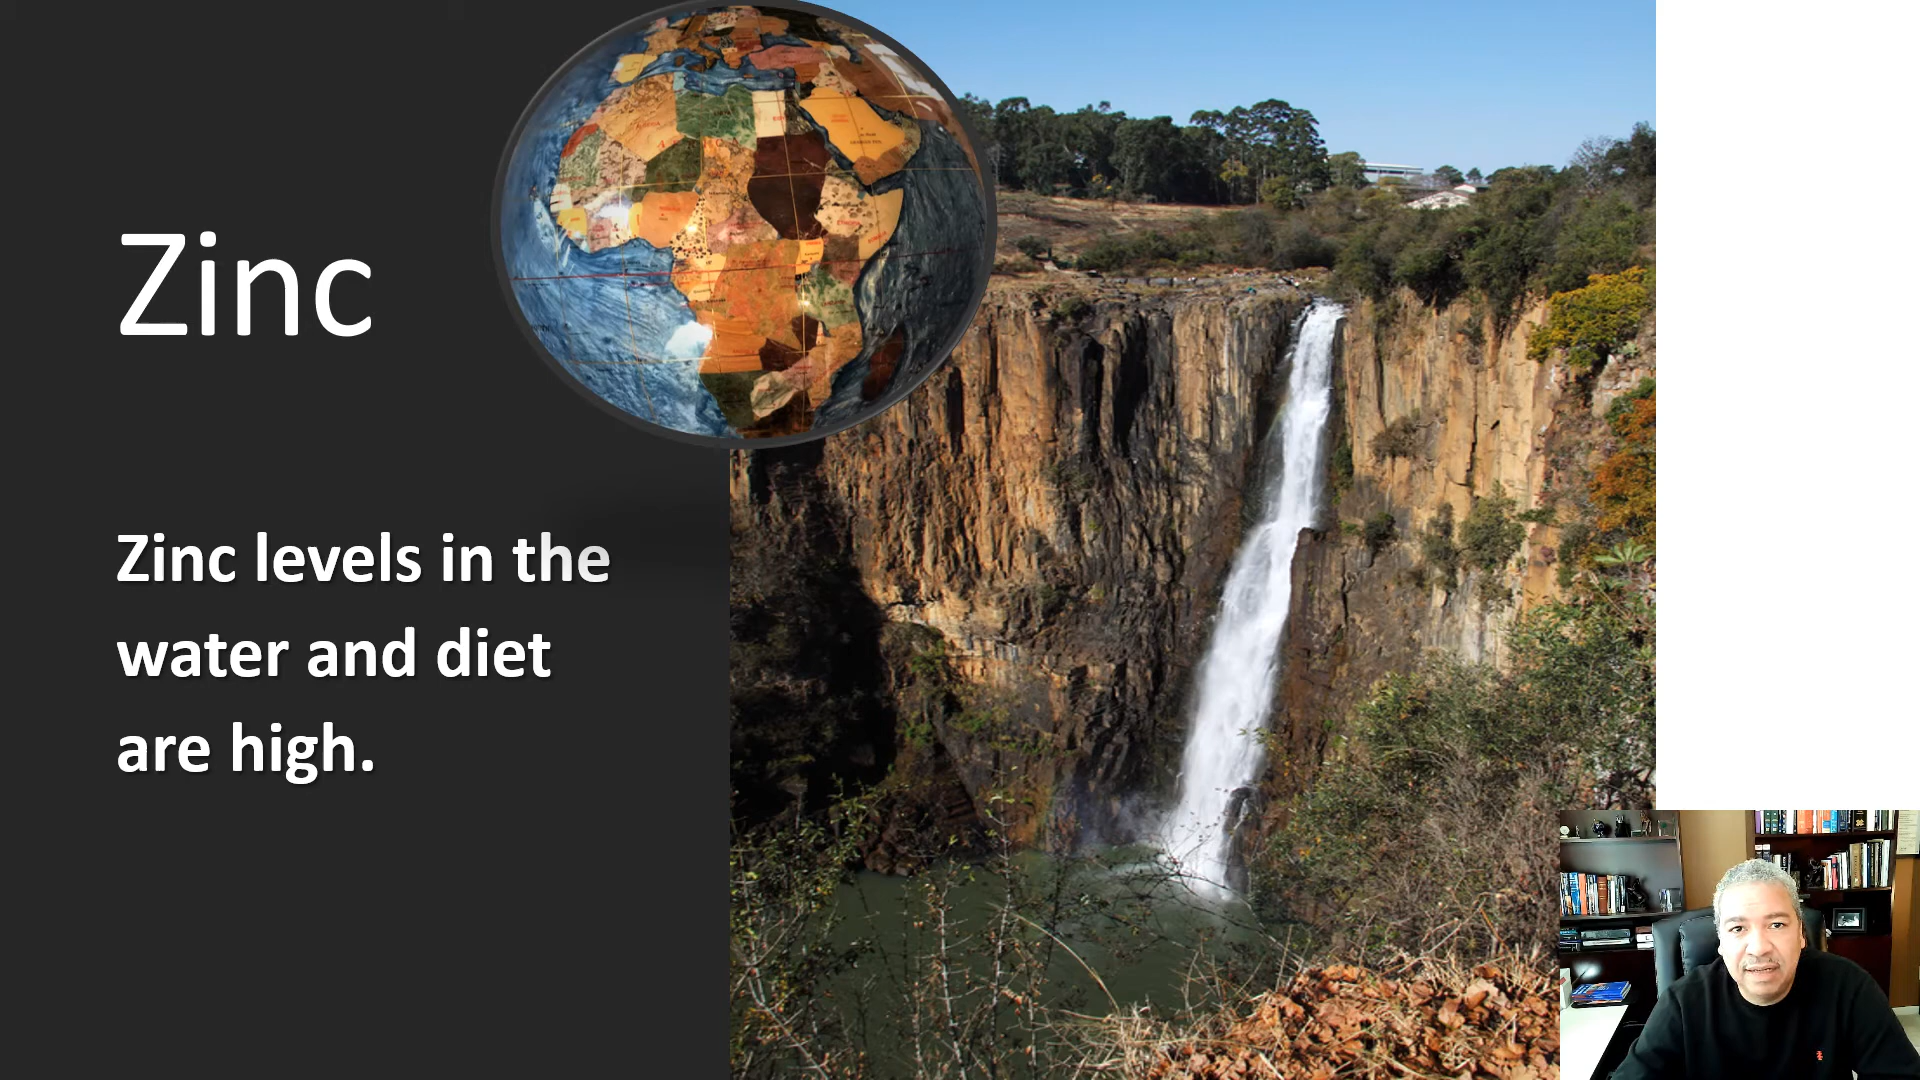 Zinc
Zinc levels in the
water and diet
are high.